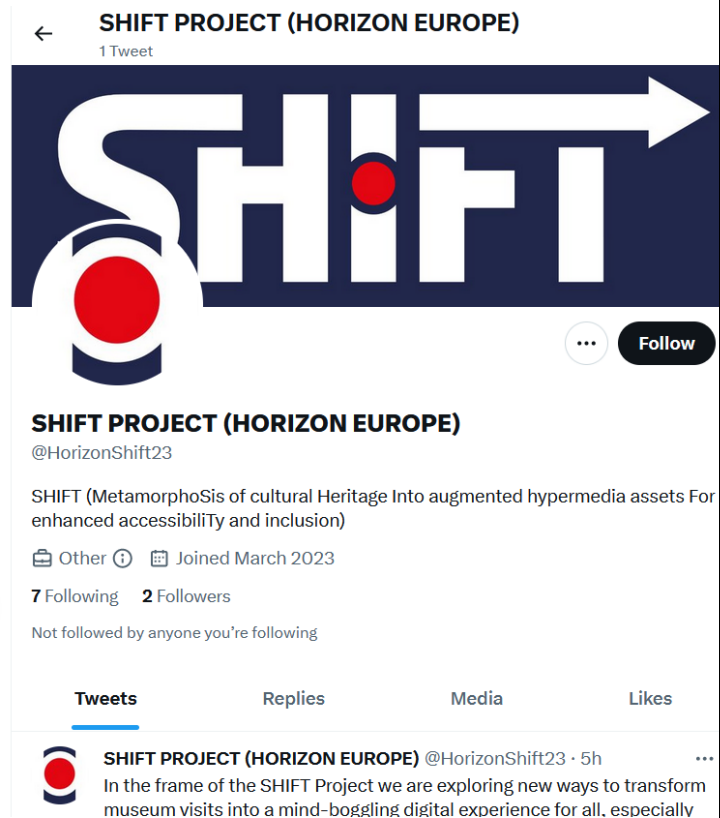 SHIFT PROJECT (HORIZON EUROPE)
1 Tweet
SHIFT
Follow
SHIFT PROJECT (HORIZON EUROPE)
@HorizonShift23
SHIFT (MetamorphoSis of cultural Heritage Into augmented hypermedia assets For
enhanced accessibiliTy and inclusion)
Other Joined March 2023
7 Following 2 Followers
Not followed by anyone you're following
Tweets Replies Media Likes
SHIFT PROJECT (HORIZON EUROPE) @HorizonShift23 · 5h
In the frame of the SHIFT Project we are exploring new ways to transform
museum visits into a mind-boggling digital experience for all, especially